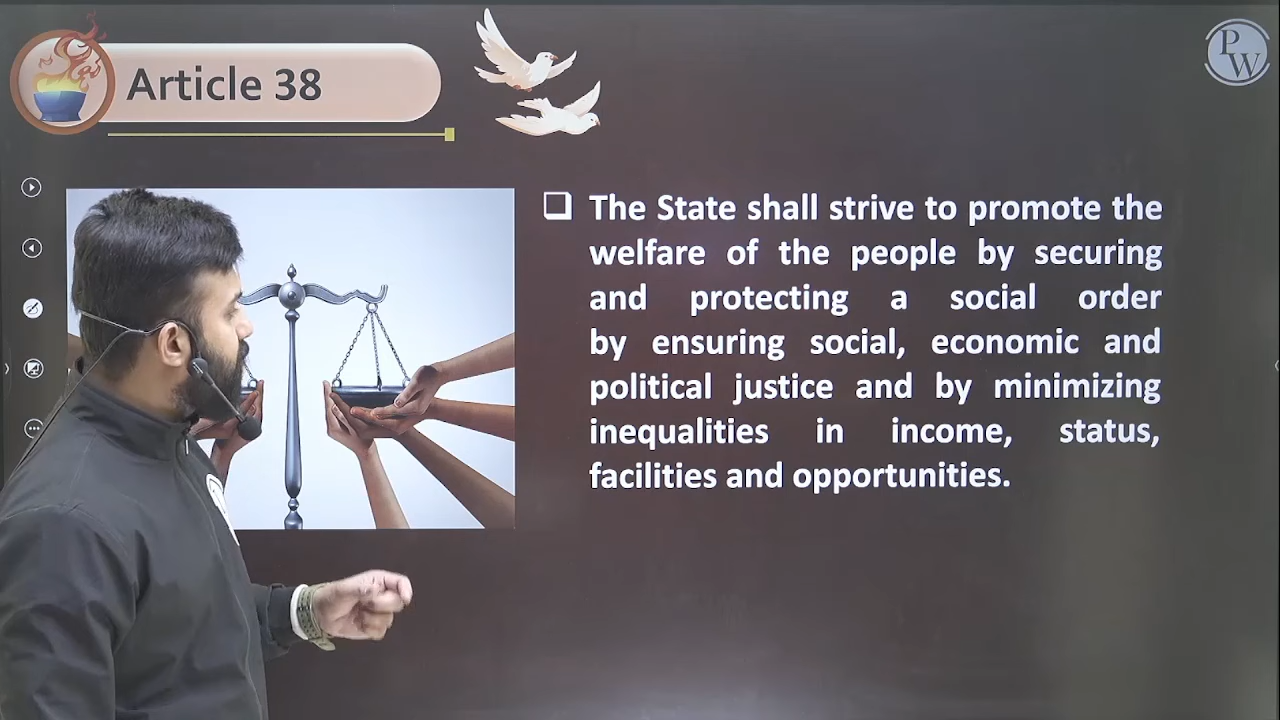 Article 38
PW
The State shall strive to promote the
welfare of the people by securing
and protecting a social order
by ensuring social, economic and
political justice and by minimizing
inequalities in income, status,
facilities and opportunities.